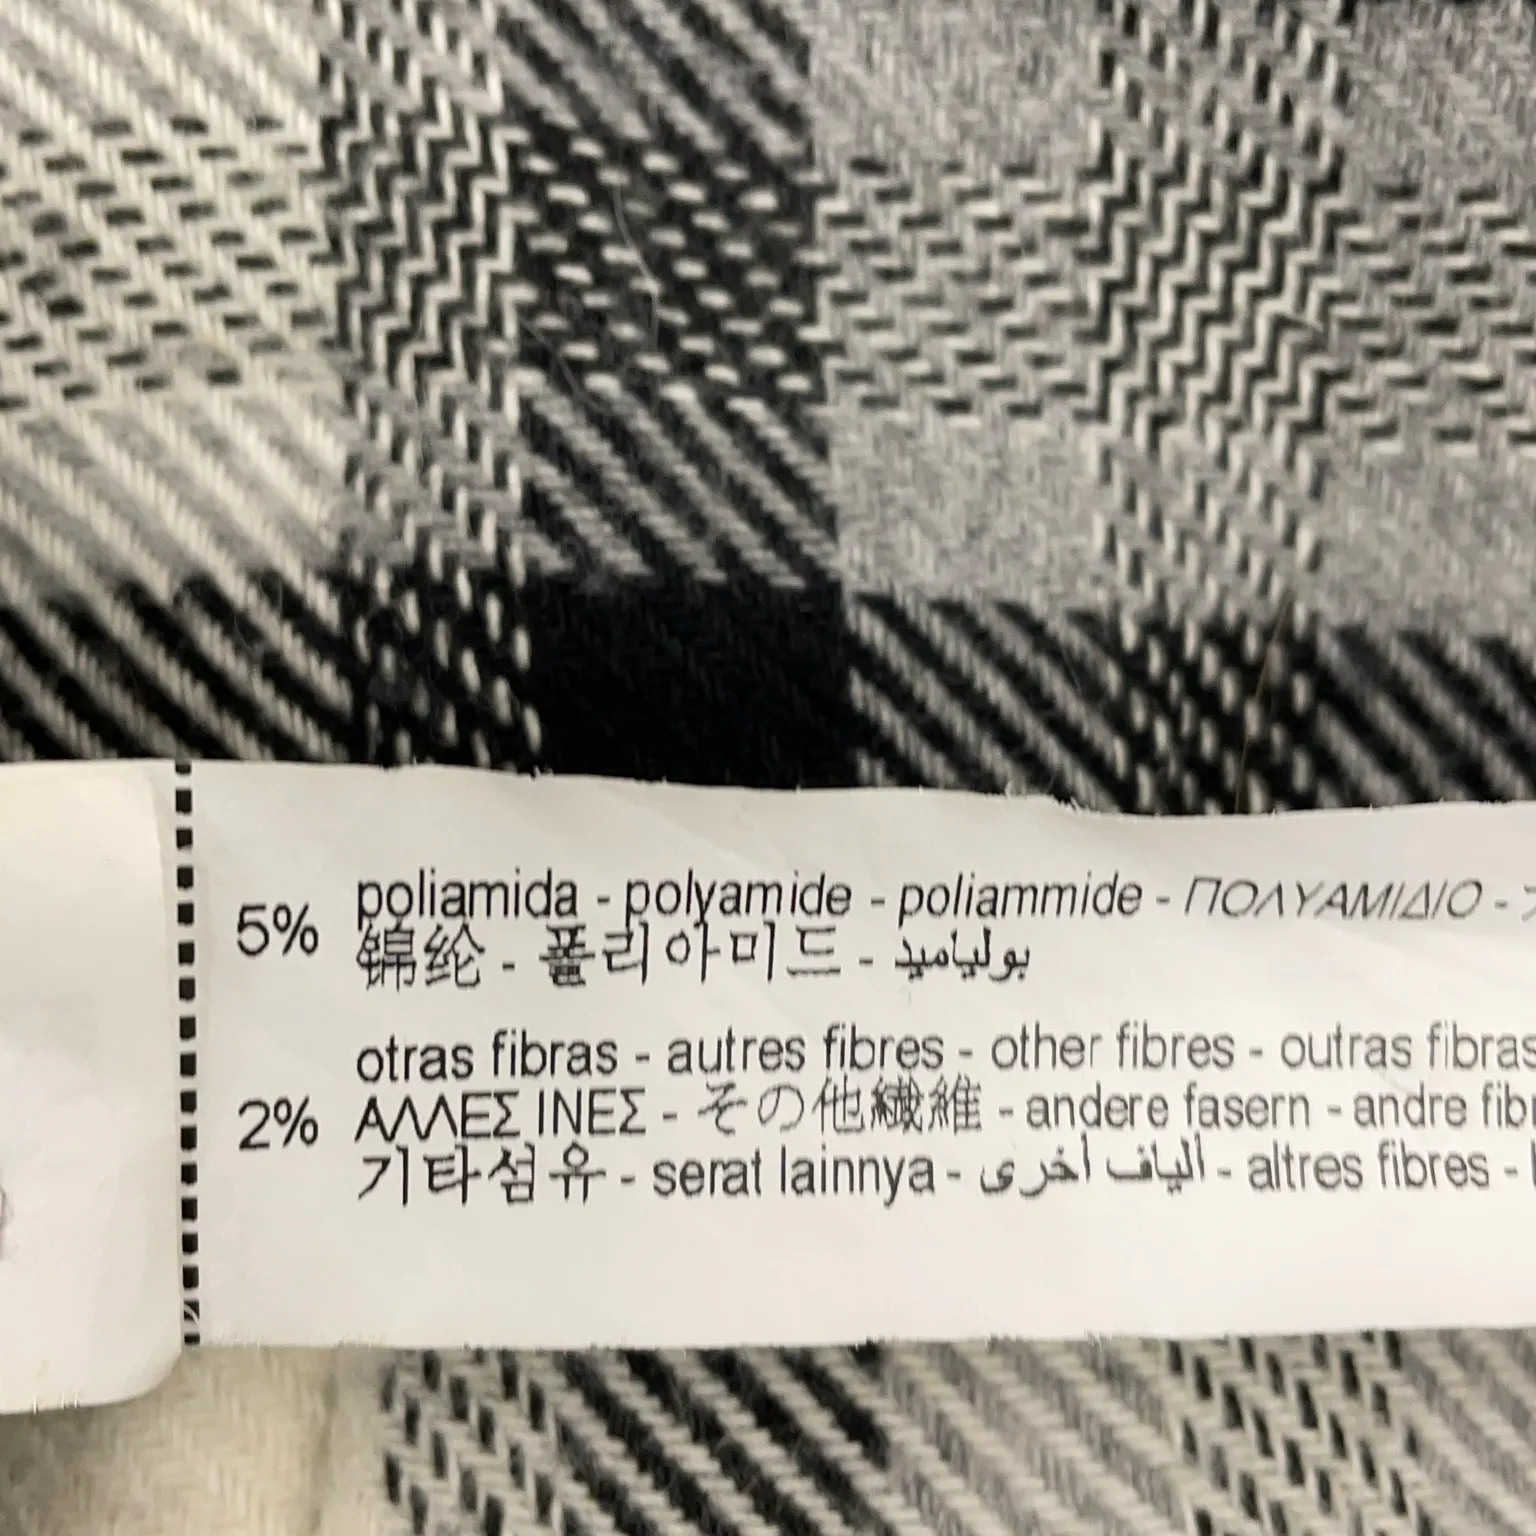 5% poliamida - polyamide - poliammide - ΠΟΛΥΑΜΙΔΙΟ -
锦纶 - 폴리아미드 - بولياميد
otras fibras - autres fibres - other fibres - outras fibras
2% ΑΛΛΕΣ ΙΝΕΣ - その他繊維 - andere fasern - andre
기타섬유 - serat lainnya - ألياف أخرى - altres fibres -